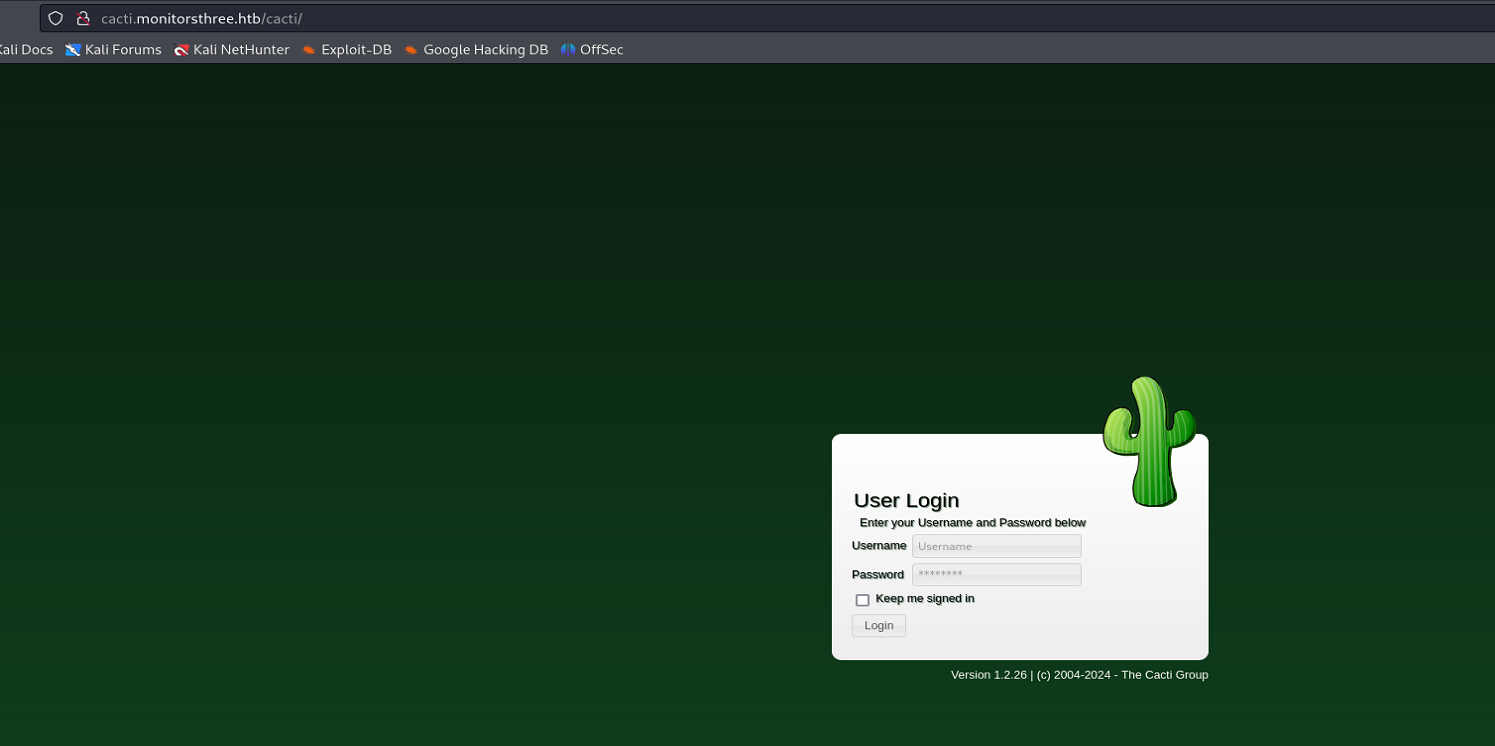 cacti.monitorsthree.htb/cacti/
Kali Docs Kali Forums Kali NetHunter Exploit-DB Google Hacking DB OffSec
User Login
Enter your Username and Password below
Username Username
Password ********
Keep me signed in
Login
Version 1.2.26 | (c) 2004-2024 - The Cacti Group